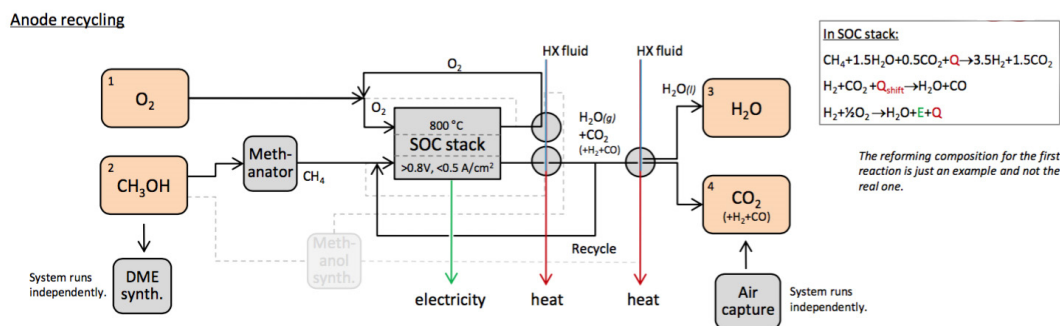 Anode recycling
1
O₂
2
CH₃OH
System runs
independently.
DME
synth.
Meth-
anator
CH₄
Meth-
anol
synth.
O₂
O₂
800 °C
SOC stack
>0.8V, <0.5 A/cm²
electricity
HX fluid
heat
HX fluid
heat
H₂O(g)
+CO₂
(+H₂+CO)
Recycle
H₂O(l)
3
H₂O
4
CO₂
(+H₂+CO)
Air
capture
System runs
independently.
In SOC stack:
CH₄+1.5H₂O+0.5CO₂+Q→3.5H₂+1.5CO₂
H₂+CO₂+Qshift→H₂O+CO
H₂+½O₂→H₂O+E+Q
The reforming composition for the first
reaction is just an example and not the
real one.